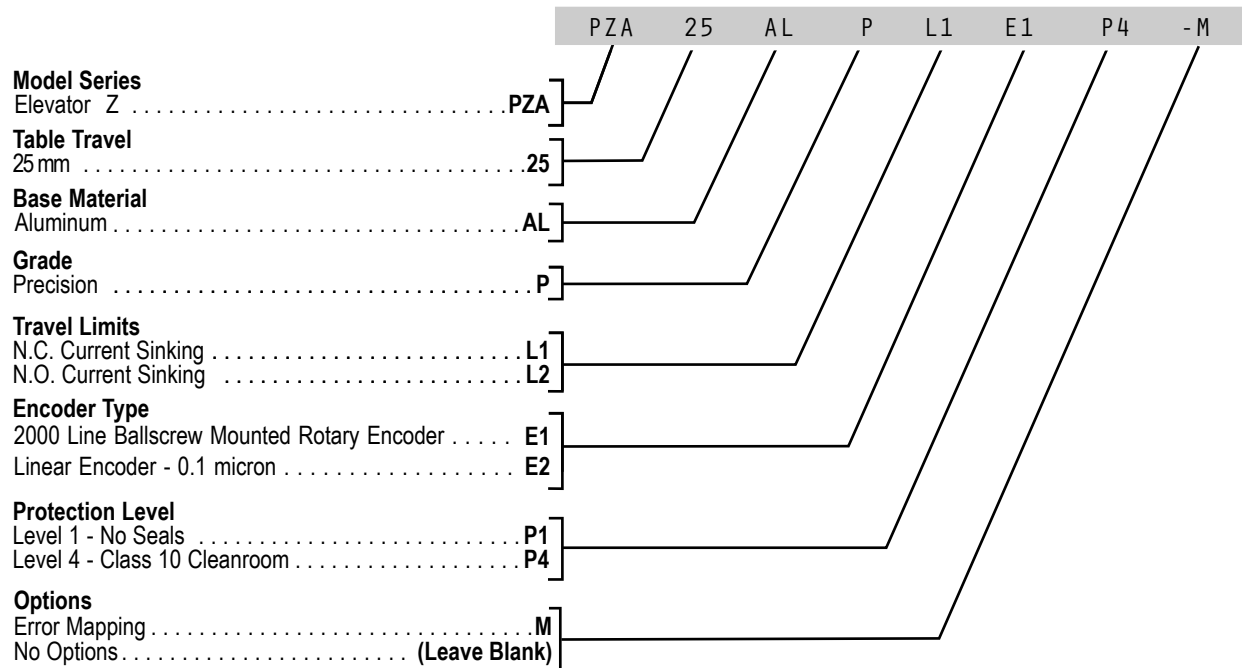 PZA 25 AL P L1 E1 P4 -M
Model Series
Elevator Z . . . . . . . . . . . . . . . . . . . . . . . . . . . . . . . PZA
Table Travel
25 mm . . . . . . . . . . . . . . . . . . . . . . . . . . . . . . . . . . . . .25
Base Material
Aluminum . . . . . . . . . . . . . . . . . . . . . . . . . . . . . . . . . . AL
Grade
Precision . . . . . . . . . . . . . . . . . . . . . . . . . . . . . . . . . . . P
Travel Limits
N.C. Current Sinking . . . . . . . . . . . . . . . . . . . . . . . . . . L1
N.O. Current Sinking . . . . . . . . . . . . . . . . . . . . . . . . . L2
Encoder Type
2000 Line Ballscrew Mounted Rotary Encoder . . . . . E1
Linear Encoder - 0.1 micron . . . . . . . . . . . . . . . . . . . . E2
Protection Level
Level 1 - No Seals . . . . . . . . . . . . . . . . . . . . . . . . . . . P1
Level 4 - Class 10 Cleanroom . . . . . . . . . . . . . . . . . . . P4
Options
Error Mapping . . . . . . . . . . . . . . . . . . . . . . . . . . . . . . . .M
No Options . . . . . . . . . . . . . . . . . . . . . . . . (Leave Blank)